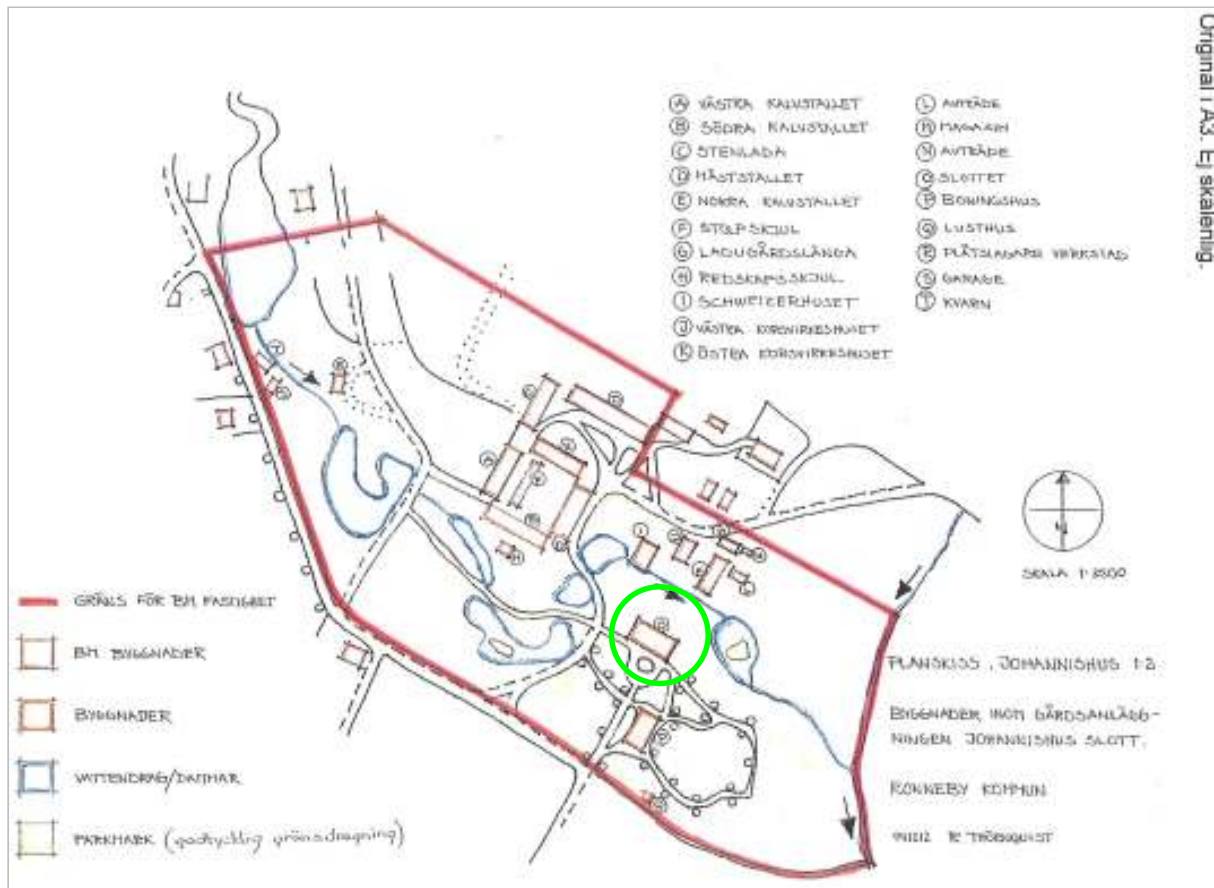 Original i A3. Ej skalenlig.
Ⓐ VÄSTRA KALVSTALLET
Ⓑ SÖDRA KALVSTALLET
Ⓒ STENLADA
Ⓓ HÄSTSTALLET
Ⓔ NORRA KALVSTALLET
Ⓕ STOLPSKJUL
Ⓖ LADUGÅRDSLÄNGA
Ⓗ REDSKAPSSKJUL
Ⓘ SCHWEIZERHUSET
Ⓙ VÄSTRA KORSVIRKESHUSET
Ⓚ ÖSTRA KORSVIRKESHUSET
Ⓛ AVTRÄDE
Ⓜ MAGASIN
Ⓝ AVTRÄDE
Ⓞ SLOTTET
Ⓟ BONINGSHUS
Ⓠ LUSTHUS
Ⓡ PLÅTSLAGARE VERKSTAD
Ⓢ GARAGE
Ⓣ KVARN
SKALA 1:2500
GRÄNS FÖR BM. FASTIGHET
BM. BYGGNADER
BYGGNADER
VATTENDRAG/DAMMAR
PARKMARK (godtycklig gränsdragning)
PLANSKISS, JOHANNISHUS 1:2
BYGGNADER INOM GÅRDSANLÄGG-
NINGEN JOHANNISHUS SLOTT.
RONNEBY KOMMUN